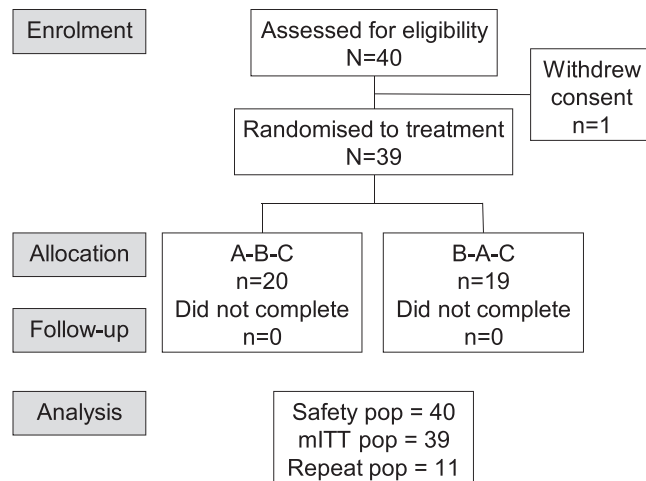 Enrolment
Assessed for eligibility
N=40
Withdrew
consent
n=1
Randomised to treatment
N=39
Allocation
A-B-C
n=20
Did not complete
n=0
B-A-C
n=19
Did not complete
n=0
Follow-up
Analysis
Safety pop = 40
mITT pop = 39
Repeat pop = 11